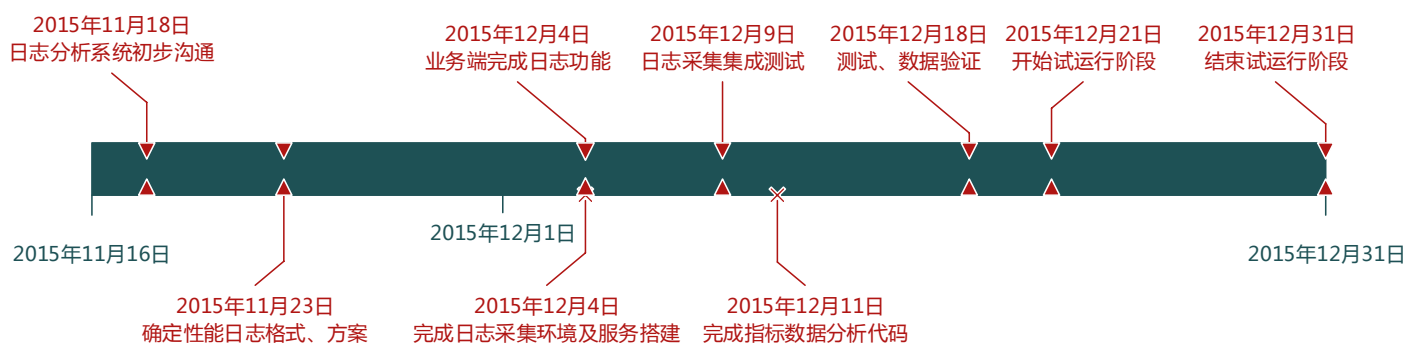 2015年11月18日
日志分析系统初步沟通
2015年12月4日
业务端完成日志功能
2015年12月9日
日志采集集成测试
2015年12月18日
测试、数据验证
2015年12月21日
开始试运行阶段
2015年12月31日
结束试运行阶段
2015年11月16日
2015年12月1日
2015年12月31日
2015年11月23日
确定性能日志格式、方案
2015年12月4日
完成日志采集环境及服务搭建
2015年12月11日
完成指标数据分析代码